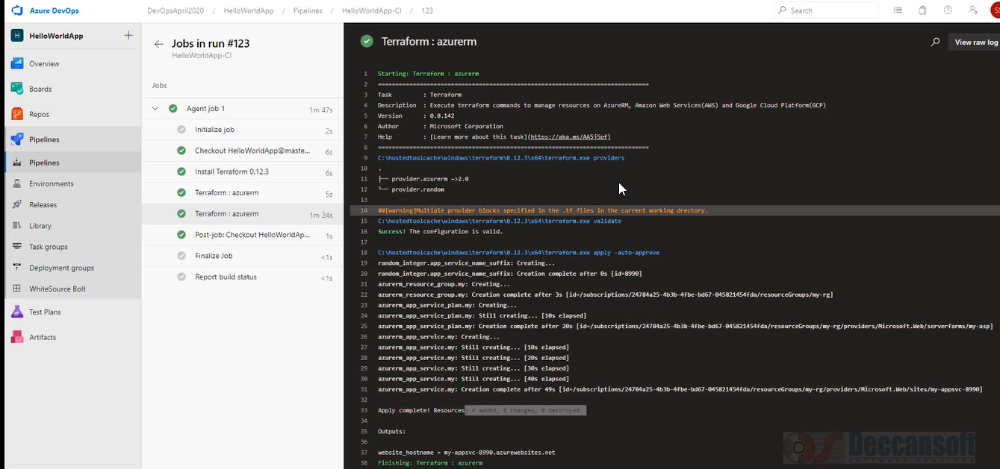 Azure DevOps
DevOpsApril2020 / HelloWorldApp / Pipelines / HelloWorldApp-CI / 123
Search
H HelloWorldApp
Overview
Boards
Repos
Pipelines
Pipelines
Environments
Releases
Library
Task groups
Deployment groups
WhiteSource Bolt
Test Plans
Artifacts
Jobs in run #123
HelloWorldApp-CI
Jobs
Agent job 1 1m 47s
Initialize job 2s
Checkout HelloWorldApp@maste... 6s
Install Terraform 0.12.3 6s
Terraform : azurerm 5s
Terraform : azurerm 1m 24s
Post-job: Checkout HelloWorldAp... 1s
Finalize Job <1s
Report build status <1s
Terraform : azurerm
View raw log
1 Starting: Terraform : azurerm
2 ==============================================================================
3 Task : Terraform
4 Description : Execute terraform commands to manage resources on AzureRM, Amazon Web Services(AWS) and Google Cloud Platform(GCP)
5 Version : 0.0.142
6 Author : Microsoft Corporation
7 Help : [Learn more about this task](https://aka.ms/AA5j5pf)
8 ==============================================================================
9 C:\hostedtoolcache\windows\terraform\0.12.3\x64\terraform.exe providers
10 .
11 ├── provider.azurerm ~>2.0
12 └── provider.random
13
14 ##[warning]Multiple provider blocks specified in the .tf files in the current working drectory.
15 C:\hostedtoolcache\windows\terraform\0.12.3\x64\terraform.exe validate
16 Success! The configuration is valid.
17
18 C:\hostedtoolcache\windows\terraform\0.12.3\x64\terraform.exe apply -auto-approve
19 random_integer.app_service_name_suffix: Creating...
20 random_integer.app_service_name_suffix: Creation complete after 0s [id=8990]
21 azurerm_resource_group.my: Creating...
22 azurerm_resource_group.my: Creation complete after 3s [id=/subscriptions/24784a25-4b3b-4fbe-bd67-045821454fda/resourceGroups/my-rg]
23 azurerm_app_service_plan.my: Creating...
24 azurerm_app_service_plan.my: Still creating... [10s elapsed]
25 azurerm_app_service_plan.my: Creation complete after 20s [id=/subscriptions/24784a25-4b3b-4fbe-bd67-045821454fda/resourceGroups/my-rg/providers/Microsoft.Web/serverfarms/my-asp]
26 azurerm_app_service.my: Creating...
27 azurerm_app_service.my: Still creating... [10s elapsed]
28 azurerm_app_service.my: Still creating... [20s elapsed]
29 azurerm_app_service.my: Still creating... [30s elapsed]
30 azurerm_app_service.my: Still creating... [40s elapsed]
31 azurerm_app_service.my: Creation complete after 49s [id=/subscriptions/24784a25-4b3b-4fbe-bd67-045821454fda/resourceGroups/my-rg/providers/Microsoft.Web/sites/my-appsvc-8990]
32
33 Apply complete! Resources: 4 added, 0 changed, 0 destroyed.
34
35 Outputs:
36
37 website_hostname = my-appsvc-8990.azurewebsites.net
38 Finishing: Terraform : azurerm
Deccansoft
SOFTWARE SERVICES